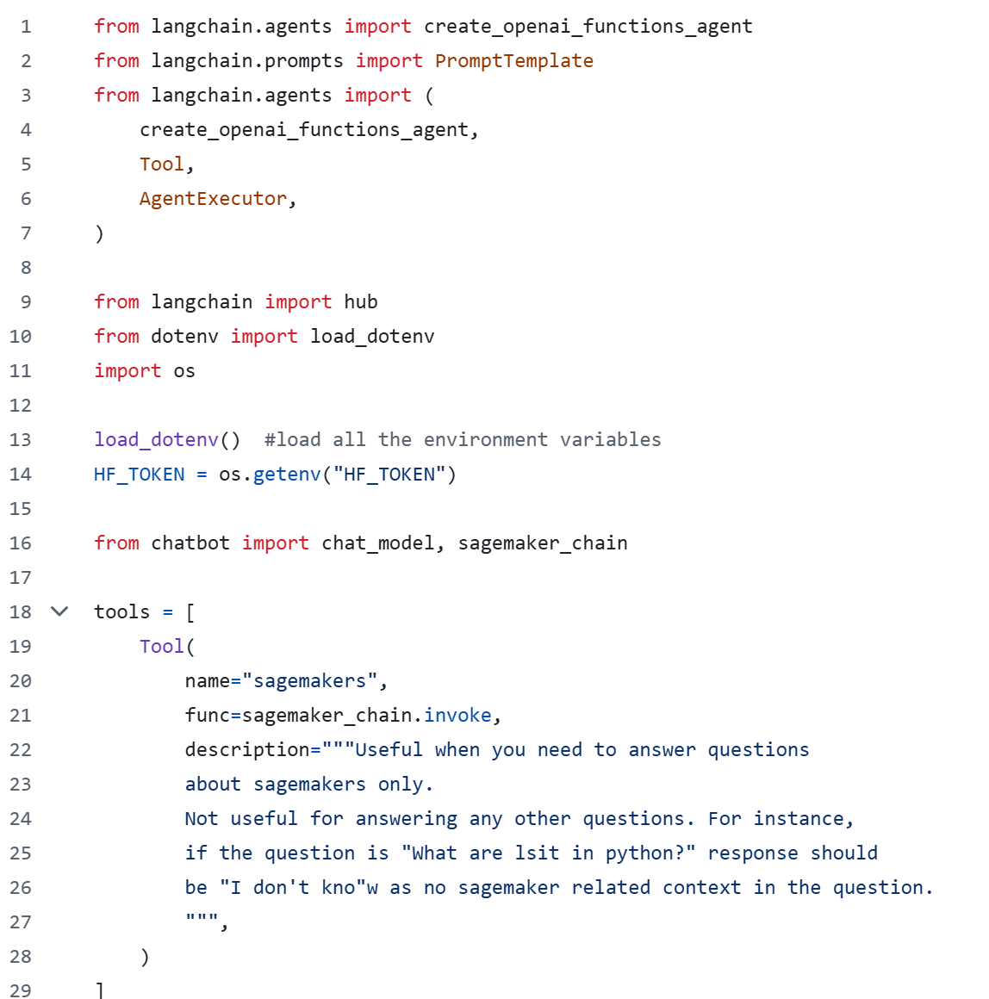 1 from langchain.agents import create_openai_functions_agent
2 from langchain.prompts import PromptTemplate
3 from langchain.agents import (
4     create_openai_functions_agent,
5     Tool,
6     AgentExecutor,
7 )
8
9 from langchain import hub
10 from dotenv import load_dotenv
11 import os
12
13 load_dotenv()  #load all the environment variables
14 HF_TOKEN = os.getenv("HF_TOKEN")
15
16 from chatbot import chat_model, sagemaker_chain
17
18 tools = [
19     Tool(
20         name="sagemakers",
21         func=sagemaker_chain.invoke,
22         description="""Useful when you need to answer questions
23         about sagemakers only.
24         Not useful for answering any other questions. For instance,
25         if the question is "What are lsit in python?" response should
26         be "I don't kno"w as no sagemaker related context in the question.
27         """,
28     )
29 ]